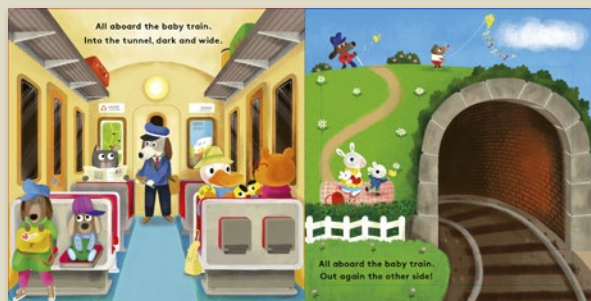 All aboard the baby train.
Into the tunnel, dark and wide.
All aboard the baby train.
Out again the other side!